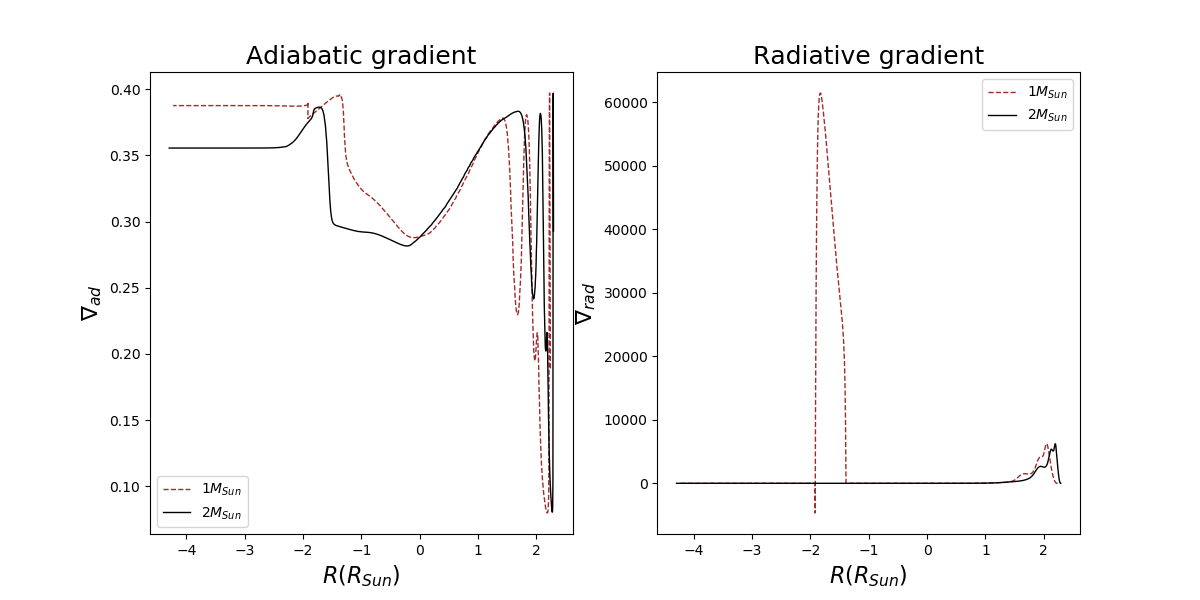 Adiabatic gradient
0.40
0.35
0.30
0.25
0.20
0.15
0.10
∇ad
1MSun
2MSun
−4 −3 −2 −1 0 1 2
R(RSun)
Radiative gradient
60000
50000
40000
30000
20000
10000
0
∇rad
1MSun
2MSun
−4 −3 −2 −1 0 1 2
R(RSun)